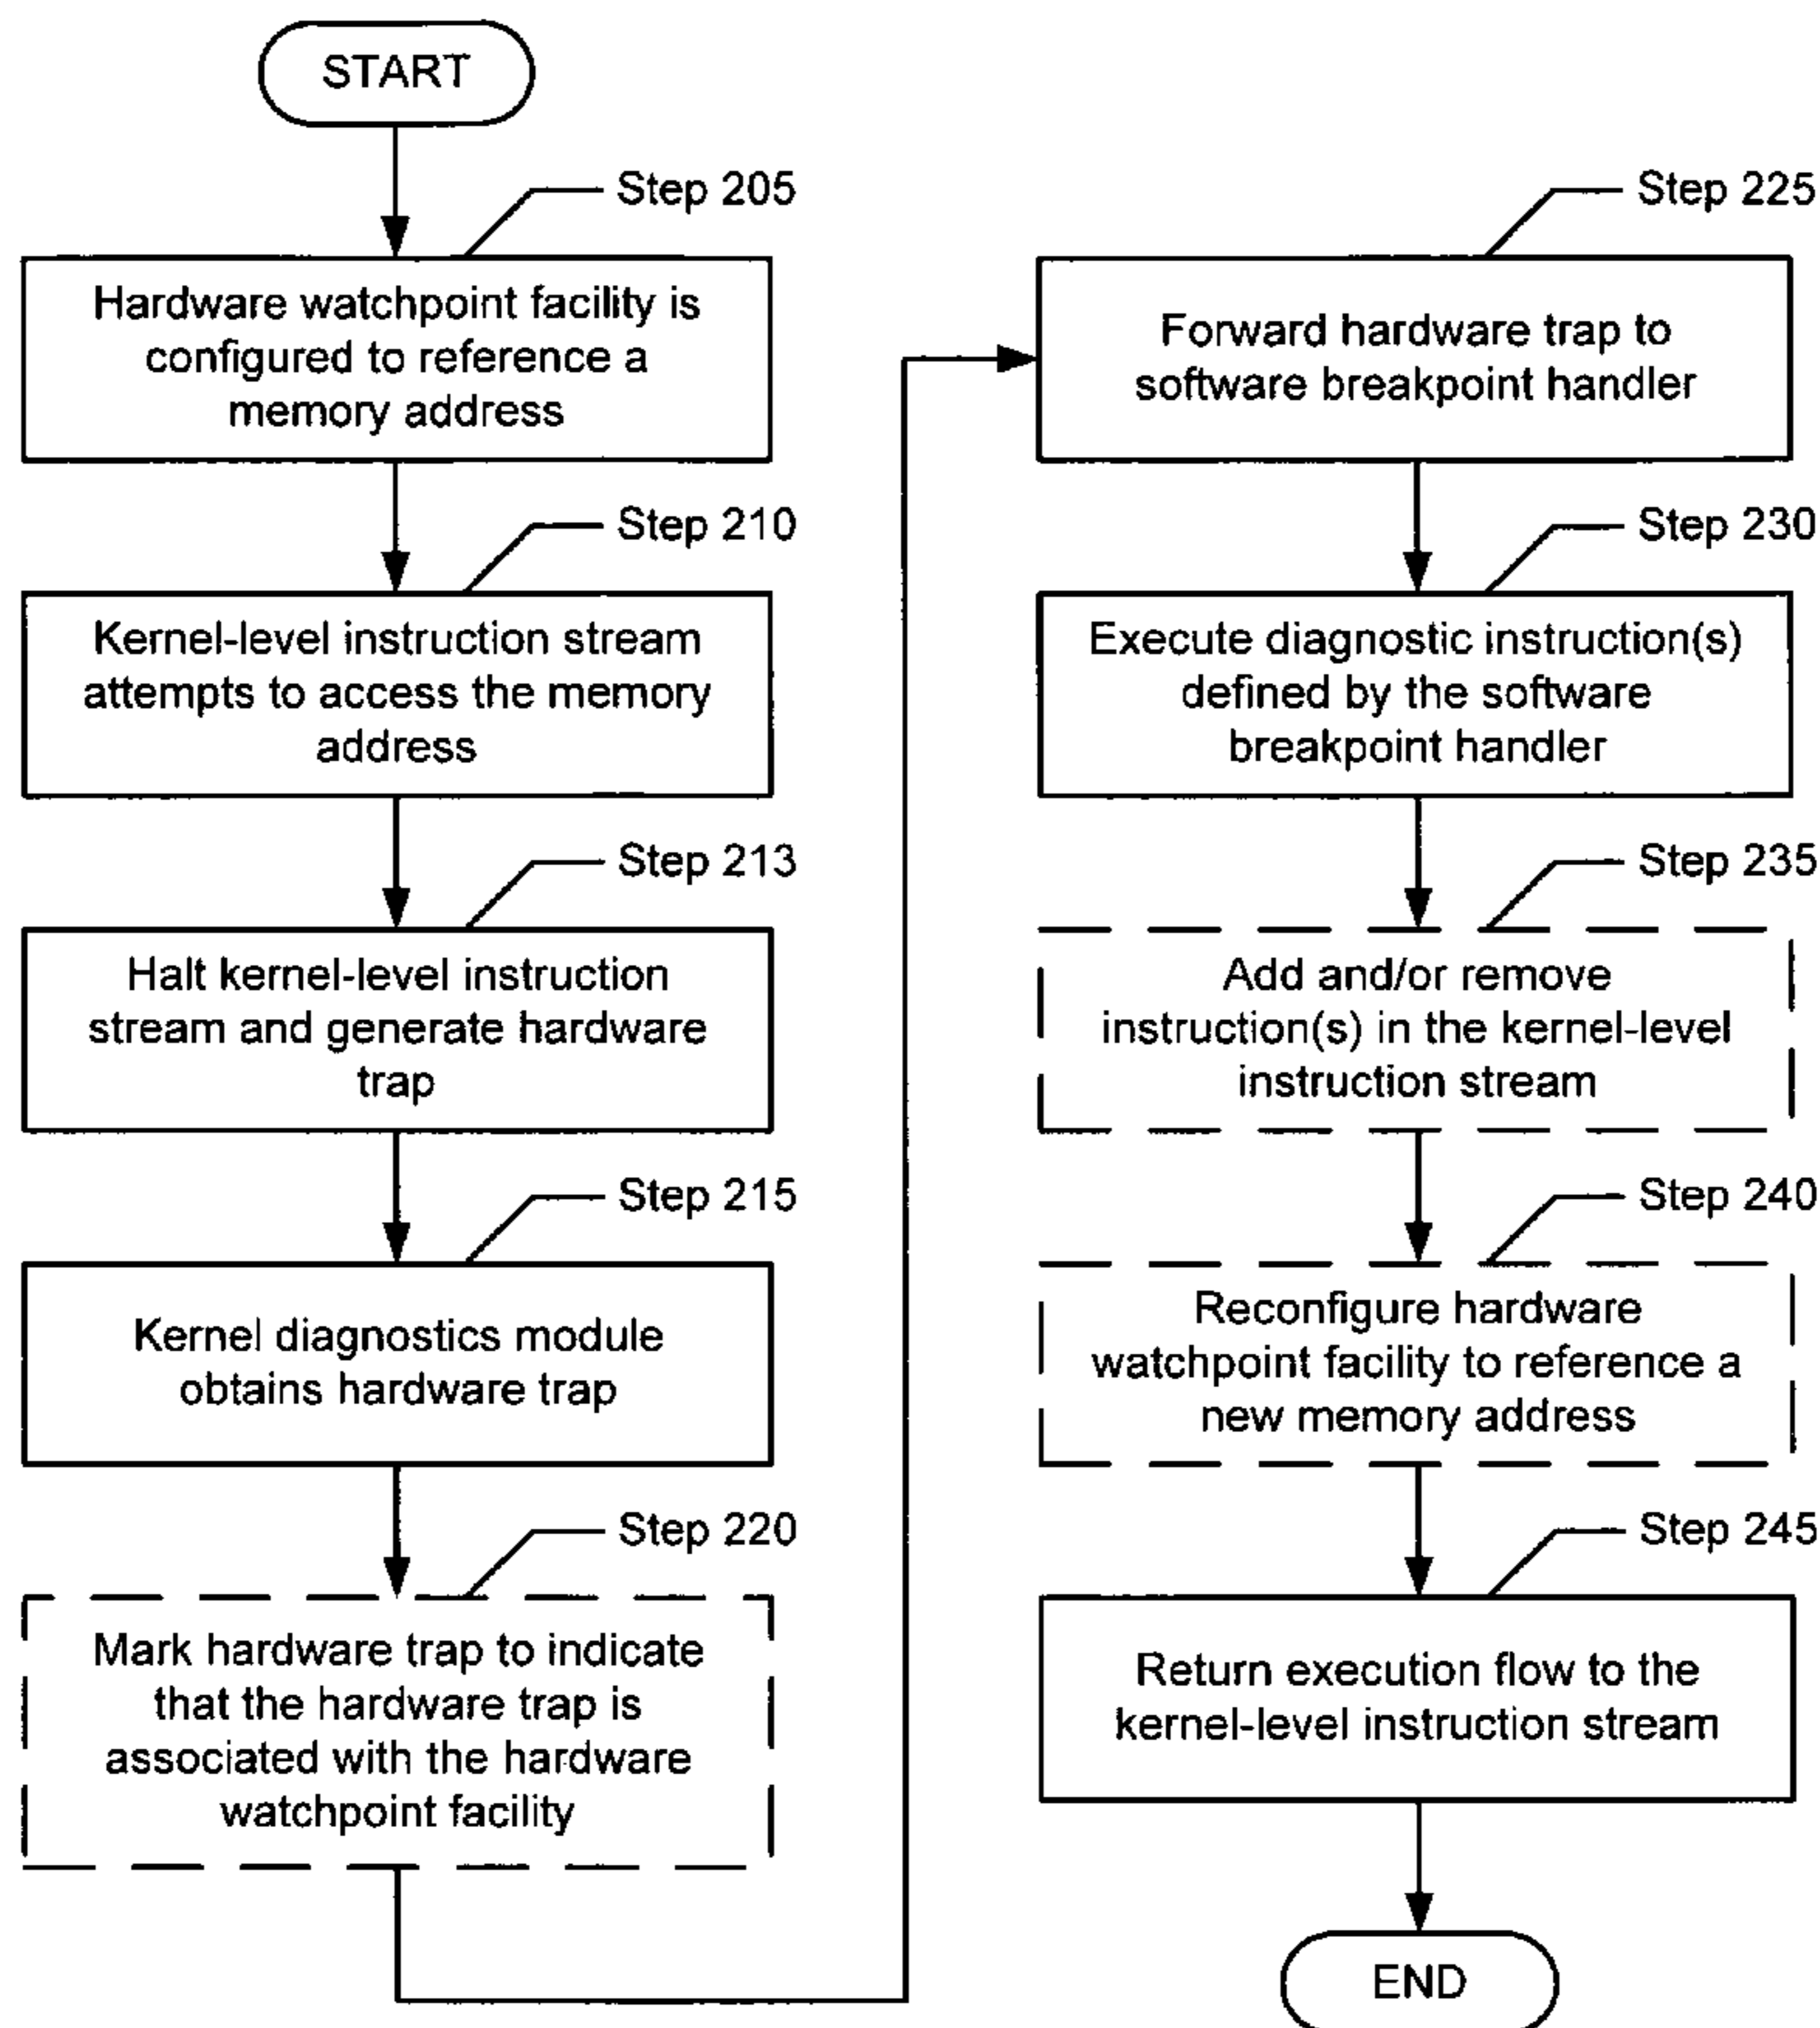 START
Step 205
Hardware watchpoint facility is
configured to reference a
memory address
Step 210
Kernel-level instruction stream
attempts to access the memory
address
Step 213
Halt kernel-level instruction
stream and generate hardware
trap
Step 215
Kernel diagnostics module
obtains hardware trap
Step 220
Mark hardware trap to indicate
that the hardware trap is
associated with the hardware
watchpoint facility
Step 225
Forward hardware trap to
software breakpoint handler
Step 230
Execute diagnostic instruction(s)
defined by the software
breakpoint handler
Step 235
Add and/or remove
instruction(s) in the kernel-level
instruction stream
Step 240
Reconfigure hardware
watchpoint facility to reference a
new memory address
Step 245
Return execution flow to the
kernel-level instruction stream
END